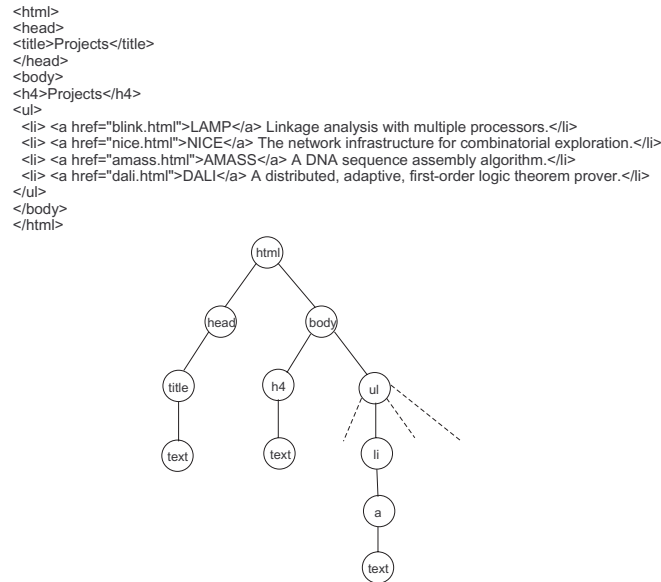 <html>
<head>
<title>Projects</title>
</head>
<body>
<h4>Projects</h4>
<ul>
<li> <a href="blink.html">LAMP</a> Linkage analysis with multiple processors.</li>
<li> <a href="nice.html">NICE</a> The network infrastructure for combinatorial exploration.</li>
<li> <a href="amass.html">AMASS</a> A DNA sequence assembly algorithm.</li>
<li> <a href="dali.html">DALI</a> A distributed, adaptive, first-order logic theorem prover.</li>
</ul>
</body>
</html>
html
head body
title h4 ul
text text li
a
text